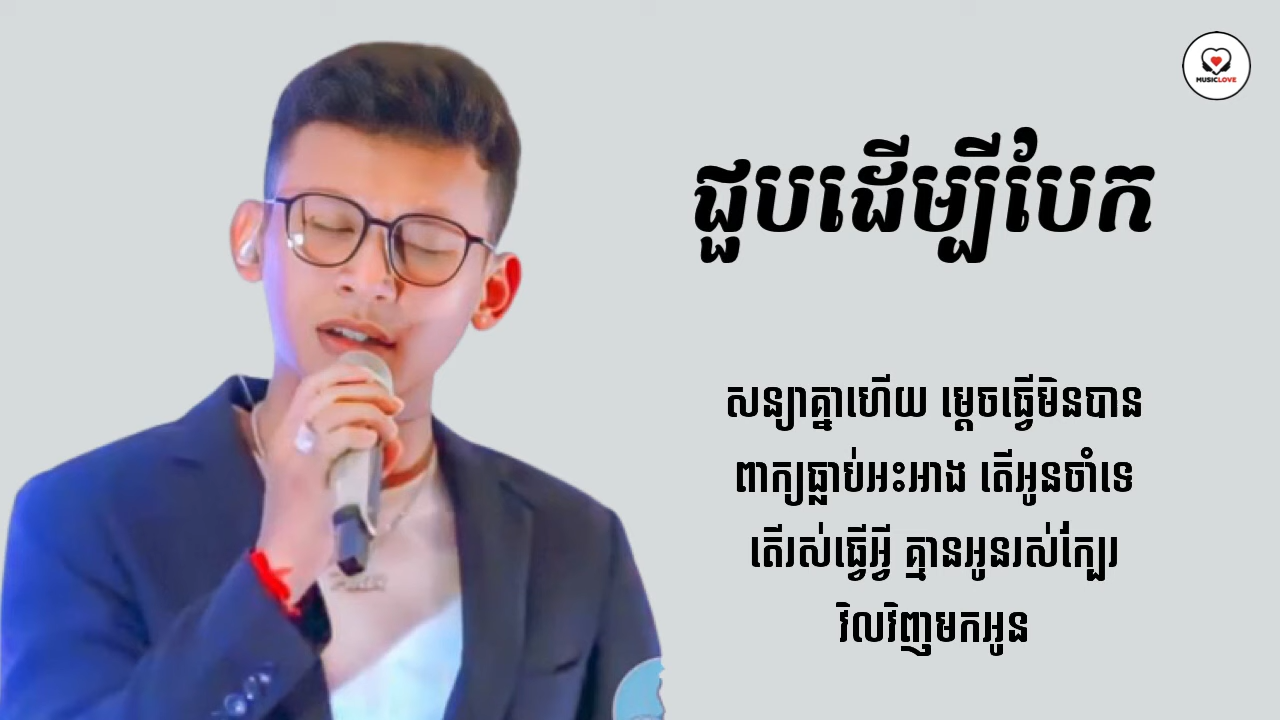 MUSICLOVE
ជួបដើម្បីបែក
សន្យាគ្នាហើយ ម្ដេចធ្វើមិនបាន
ពាក្យធ្លាប់អះអាង តើអូនចាំទេ
តើរស់ធ្វើអ្វី គ្មានអូនរស់ក្បែរ
វិលវិញមកអូន